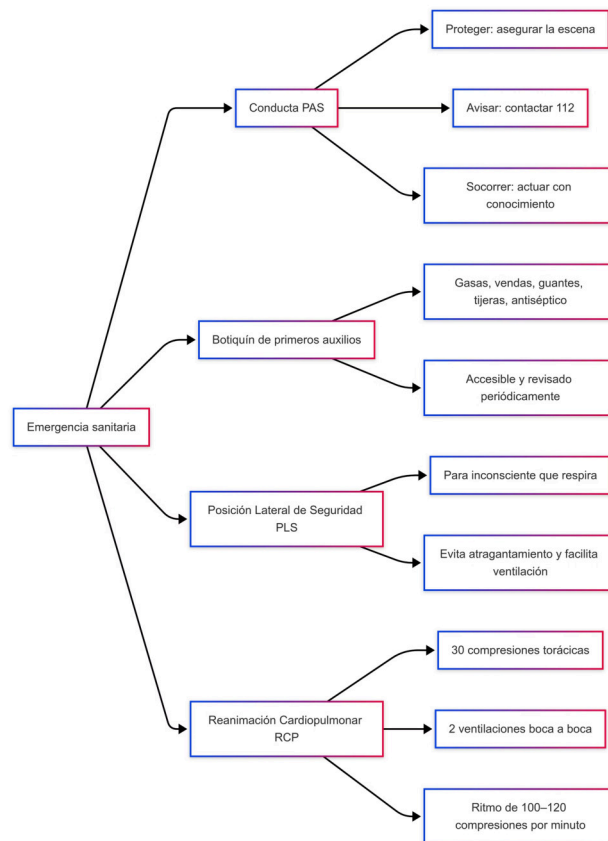 Proteger: asegurar la escena
Conducta PAS
Avisar: contactar 112
Socorrer: actuar con
conocimiento
Gasas, vendas, guantes,
tijeras, antiséptico
Botiquín de primeros auxilios
Accesible y revisado
periódicamente
Emergencia sanitaria
Para inconsciente que respira
Posición Lateral de Seguridad
PLS
Evita atragantamiento y facilita
ventilación
30 compresiones torácicas
Reanimación Cardiopulmonar
RCP
2 ventilaciones boca a boca
Ritmo de 100–120
compresiones por minuto